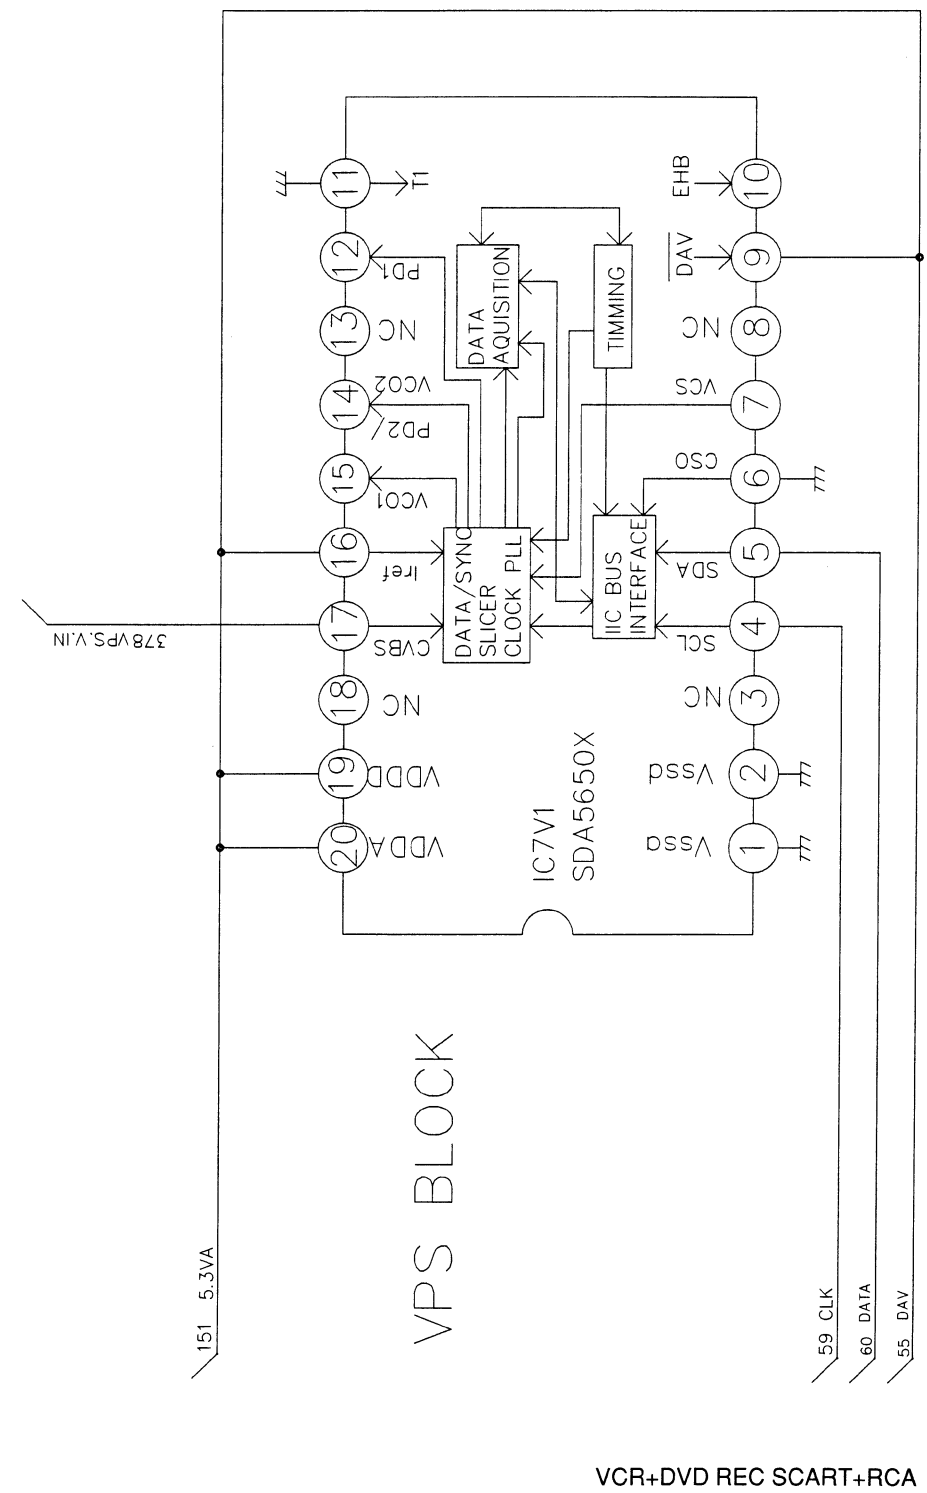 VPS BLOCK
IC7V1
SDA5650X
151 5.3VA
378VPS.V.IN
59 CLK
60 DATA
55 DAV
20 VDDA
19 VDDD
18 NC
17 CVBS
16 Iref
15 VCO1
14 PD2/
VCO2
13 NC
12 PD1
11 T1
DATA/SYNC
SLICER
CLOCK PLL
DATA
AQUISITION
TIMMING
IIC BUS
INTERFACE
1 Vssa
2 Vssd
3 NC
4 SCL
5 SDA
6 CSO
7 VCS
8 NC
9 DAV
10 EHB
VCR+DVD REC SCART+RCA